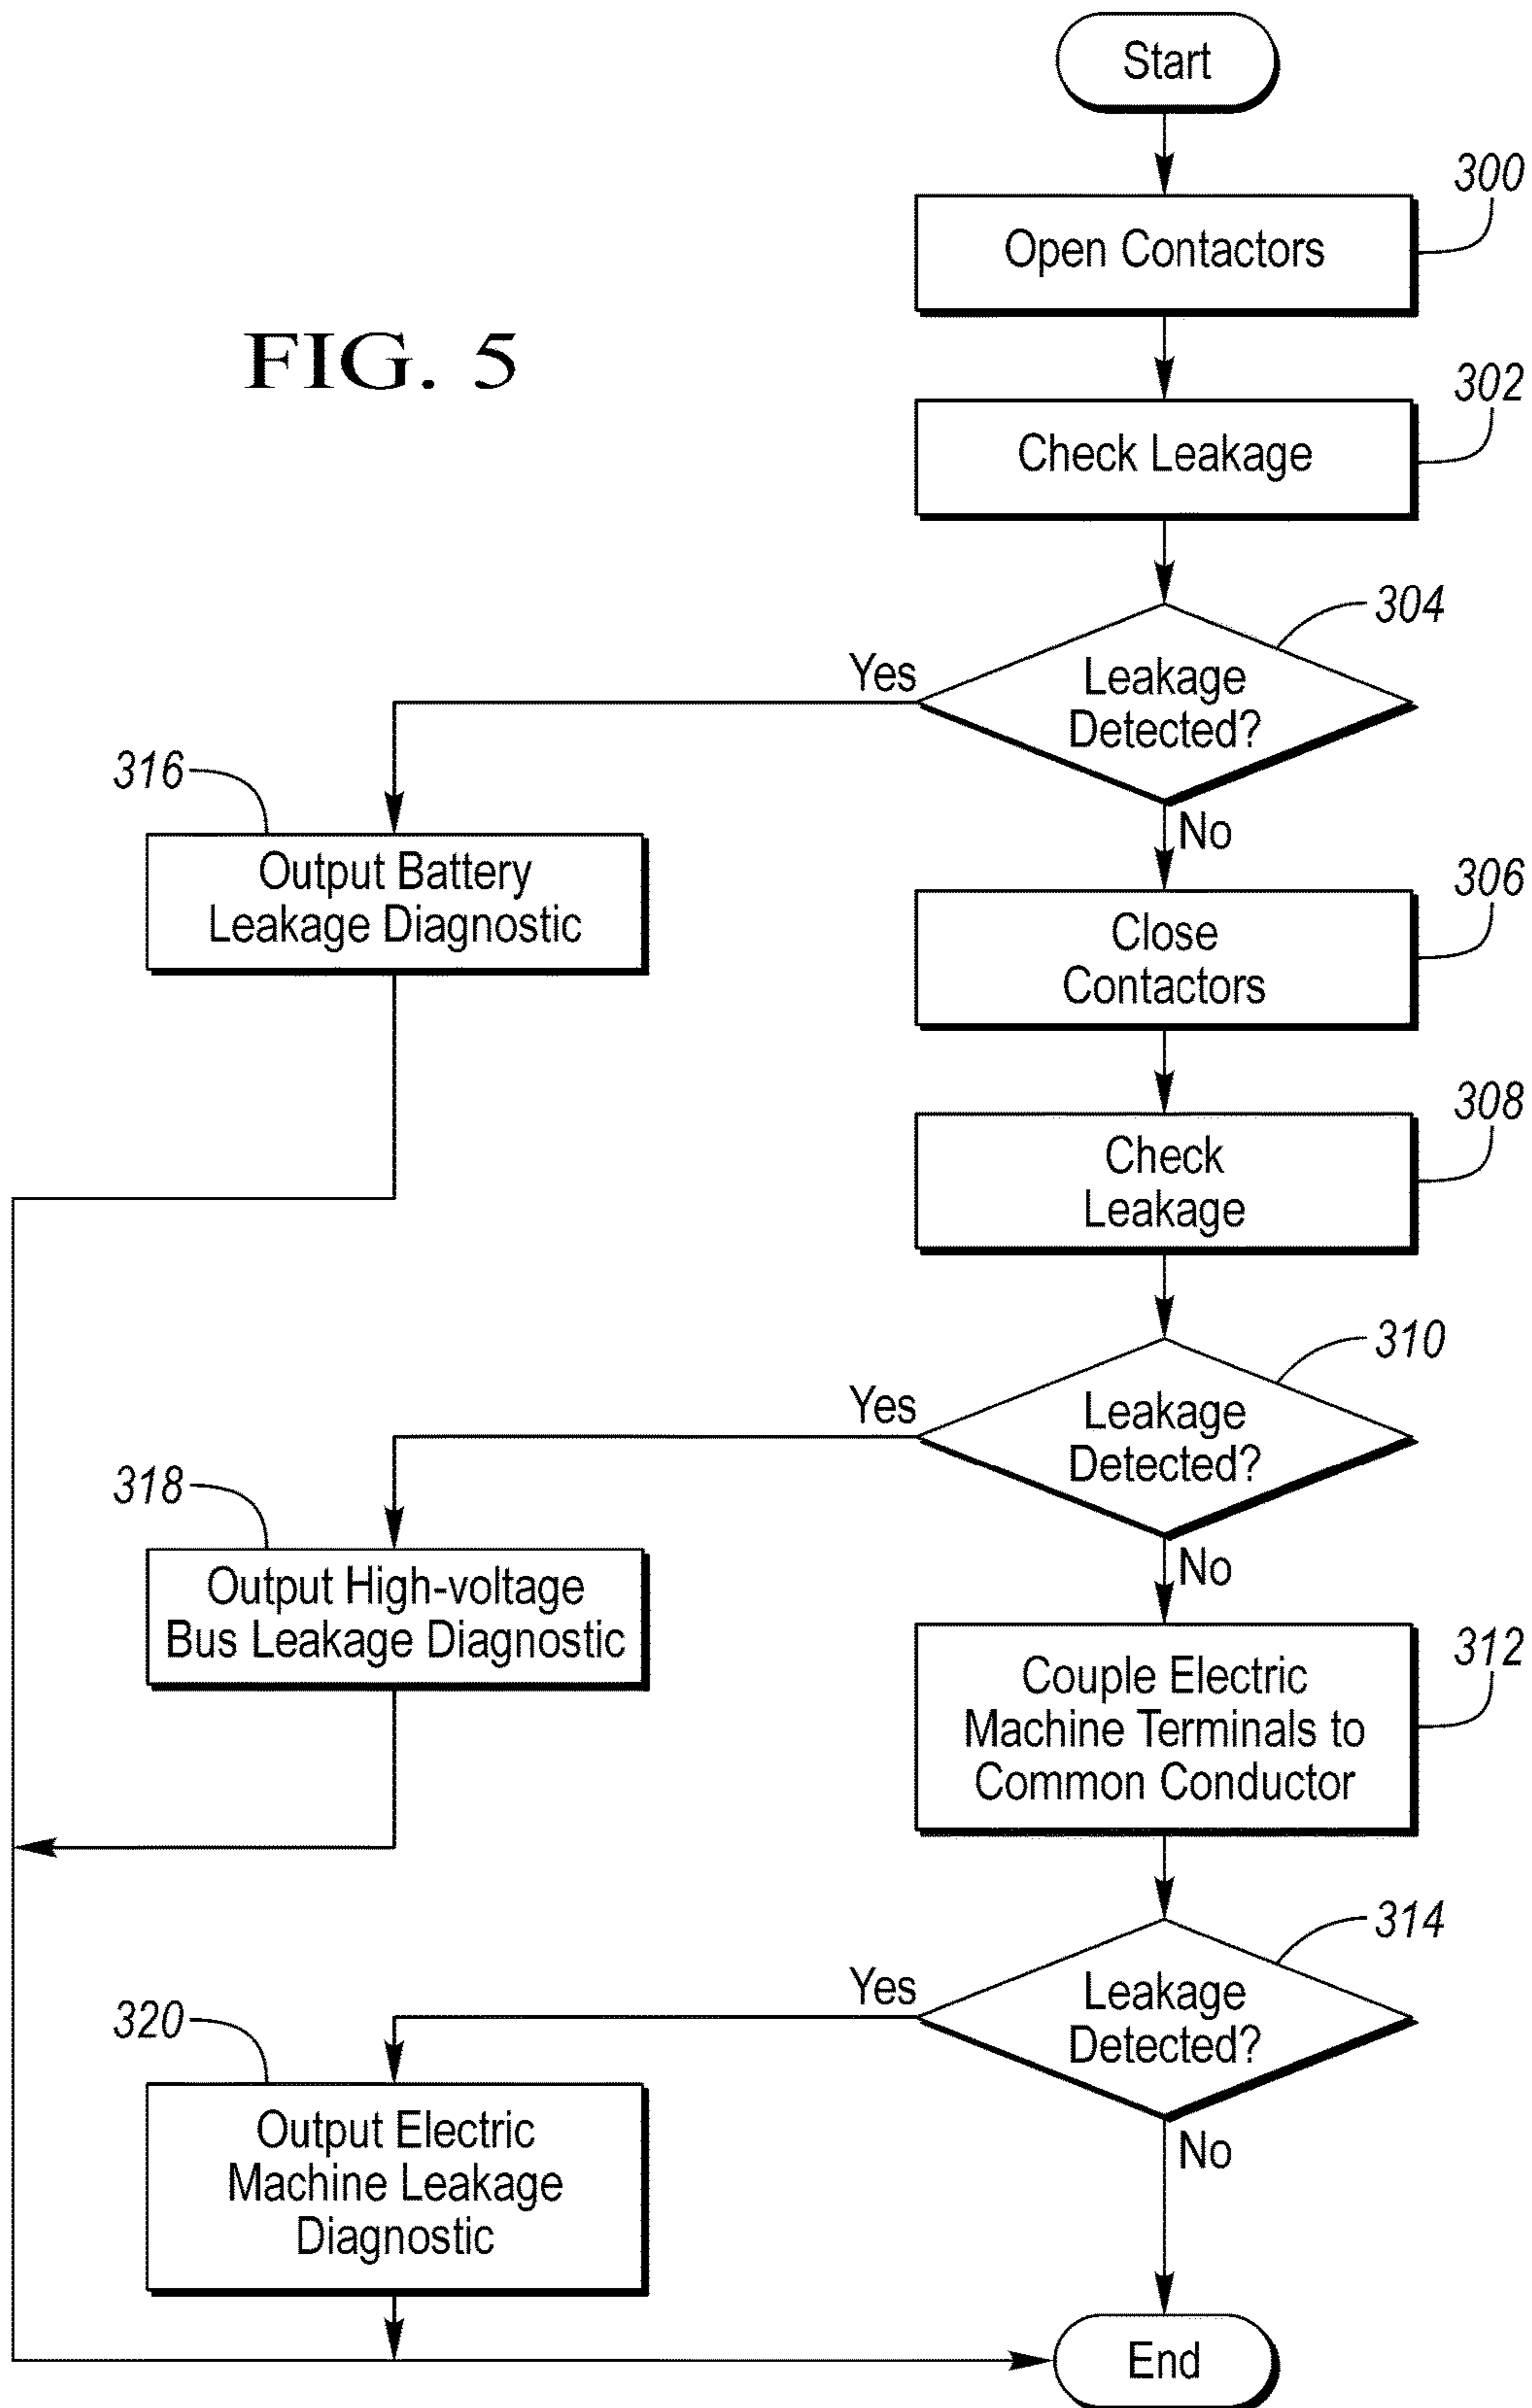 Start
300
Open Contactors
FIG. 5
302
Check Leakage
304
Yes
Leakage
Detected?
316
No
Output Battery
Leakage Diagnostic
306
Close
Contactors
308
Check
Leakage
310
Yes
Leakage
Detected?
318
No
Output High-voltage
Bus Leakage Diagnostic
312
Couple Electric
Machine Terminals to
Common Conductor
314
Yes
Leakage
Detected?
320
No
Output Electric
Machine Leakage
Diagnostic
End